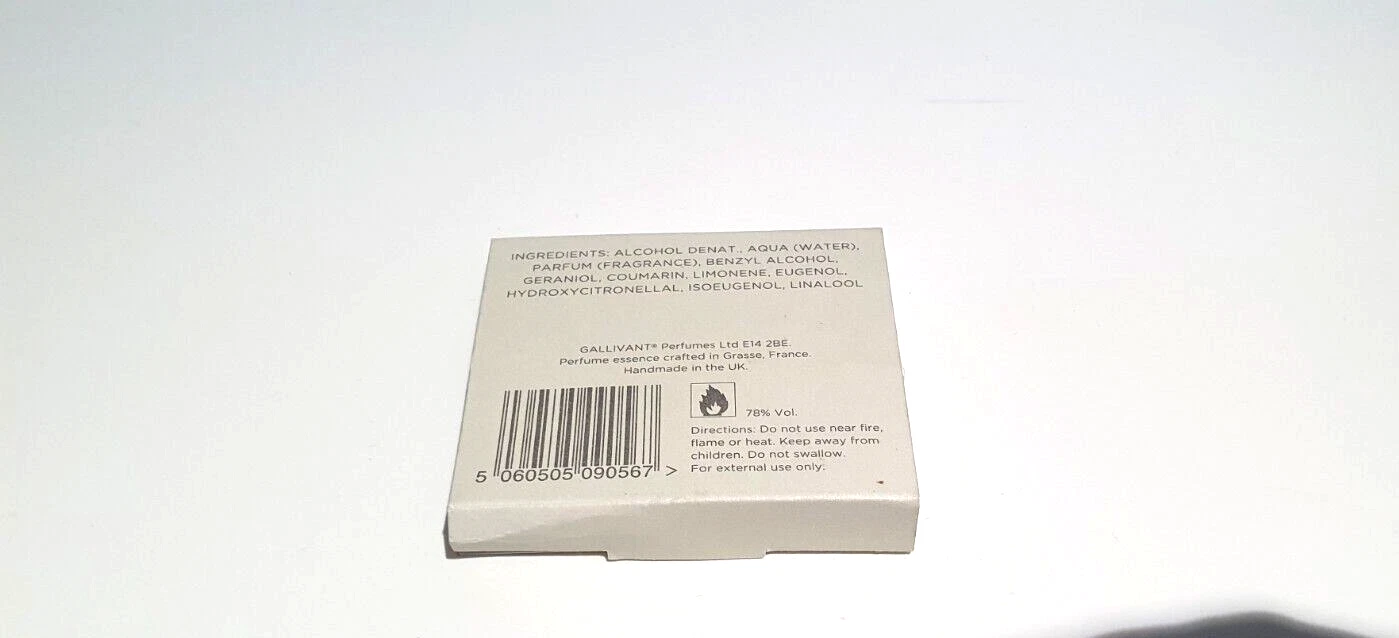 INGREDIENTS: ALCOHOL DENAT., AQUA (WATER),
PARFUM (FRAGRANCE), BENZYL ALCOHOL,
GERANIOL, COUMARIN, LIMONENE, EUGENOL,
HYDROXYCITRONELLAL, ISOEUGENOL, LINALOOL
GALLIVANT® Perfumes Ltd E14 2BE.
Perfume essence crafted in Grasse, France.
Handmade in the UK.
78% Vol.
Directions: Do not use near fire,
flame or heat. Keep away from
children. Do not swallow.
For external use only.
5 060505 090567 >